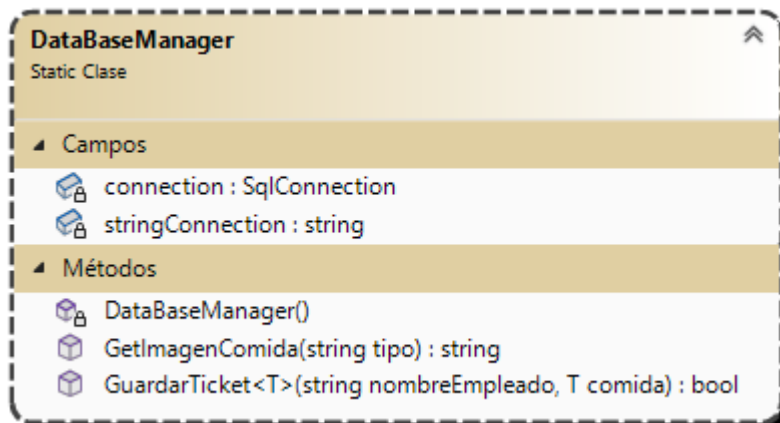 DataBaseManager
Static Clase
Campos
connection : SqlConnection
stringConnection : string
Métodos
DataBaseManager()
GetImagenComida(string tipo) : string
GuardarTicket<T>(string nombreEmpleado, T comida) : bool